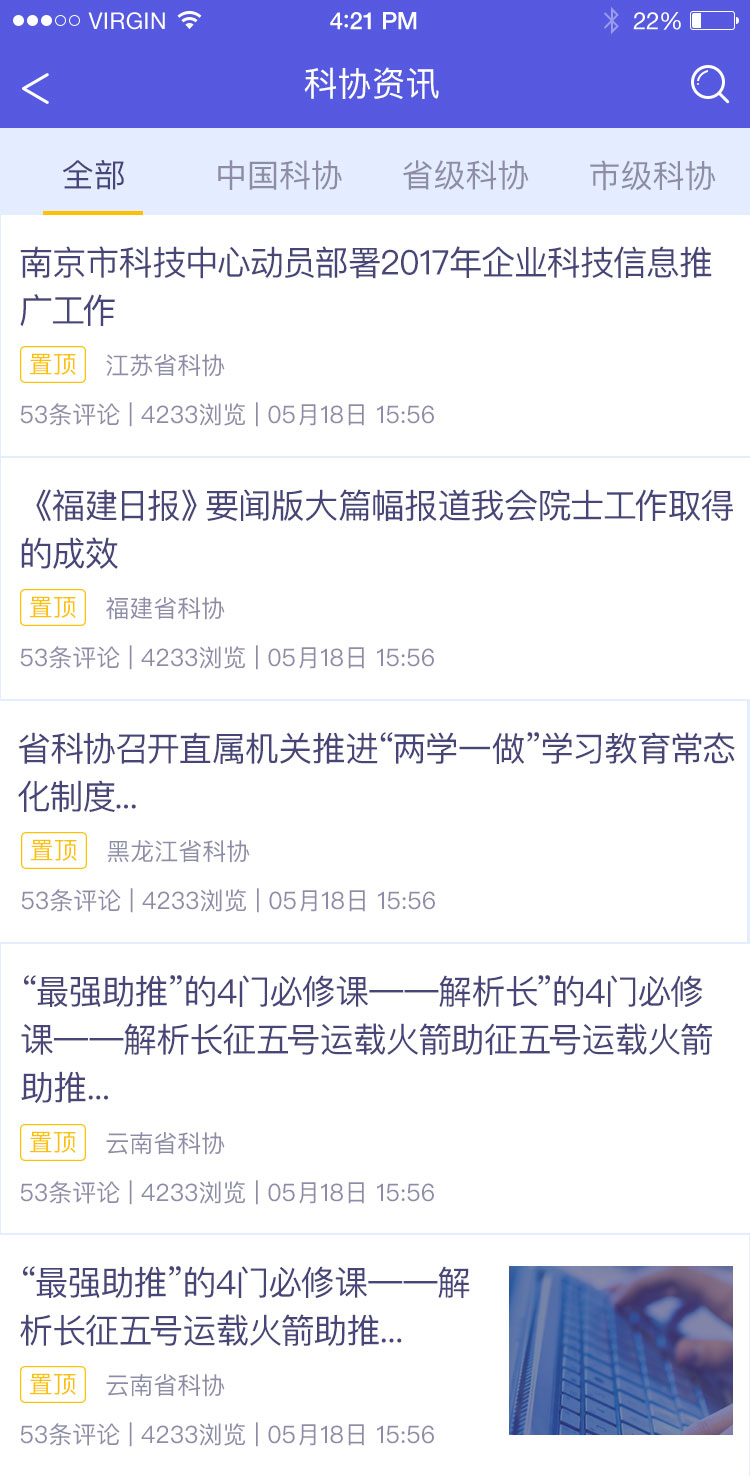 VIRGIN 4:21 PM 22%
科协资讯
全部 中国科协 省级科协 市级科协
南京市科技中心动员部署2017年企业科技信息推
广工作
置顶 江苏省科协
53条评论 | 4233浏览 | 05月18日 15:56
《福建日报》要闻版大篇幅报道我会院士工作取得
的成效
置顶 福建省科协
53条评论 | 4233浏览 | 05月18日 15:56
省科协召开直属机关推进“两学一做”学习教育常态
化制度...
置顶 黑龙江省科协
53条评论 | 4233浏览 | 05月18日 15:56
“最强助推”的4门必修课——解析长”的4门必修
课——解析长征五号运载火箭助征五号运载火箭
助推...
置顶 云南省科协
53条评论 | 4233浏览 | 05月18日 15:56
“最强助推”的4门必修课——解
析长征五号运载火箭助推...
置顶 云南省科协
53条评论 | 4233浏览 | 05月18日 15:56